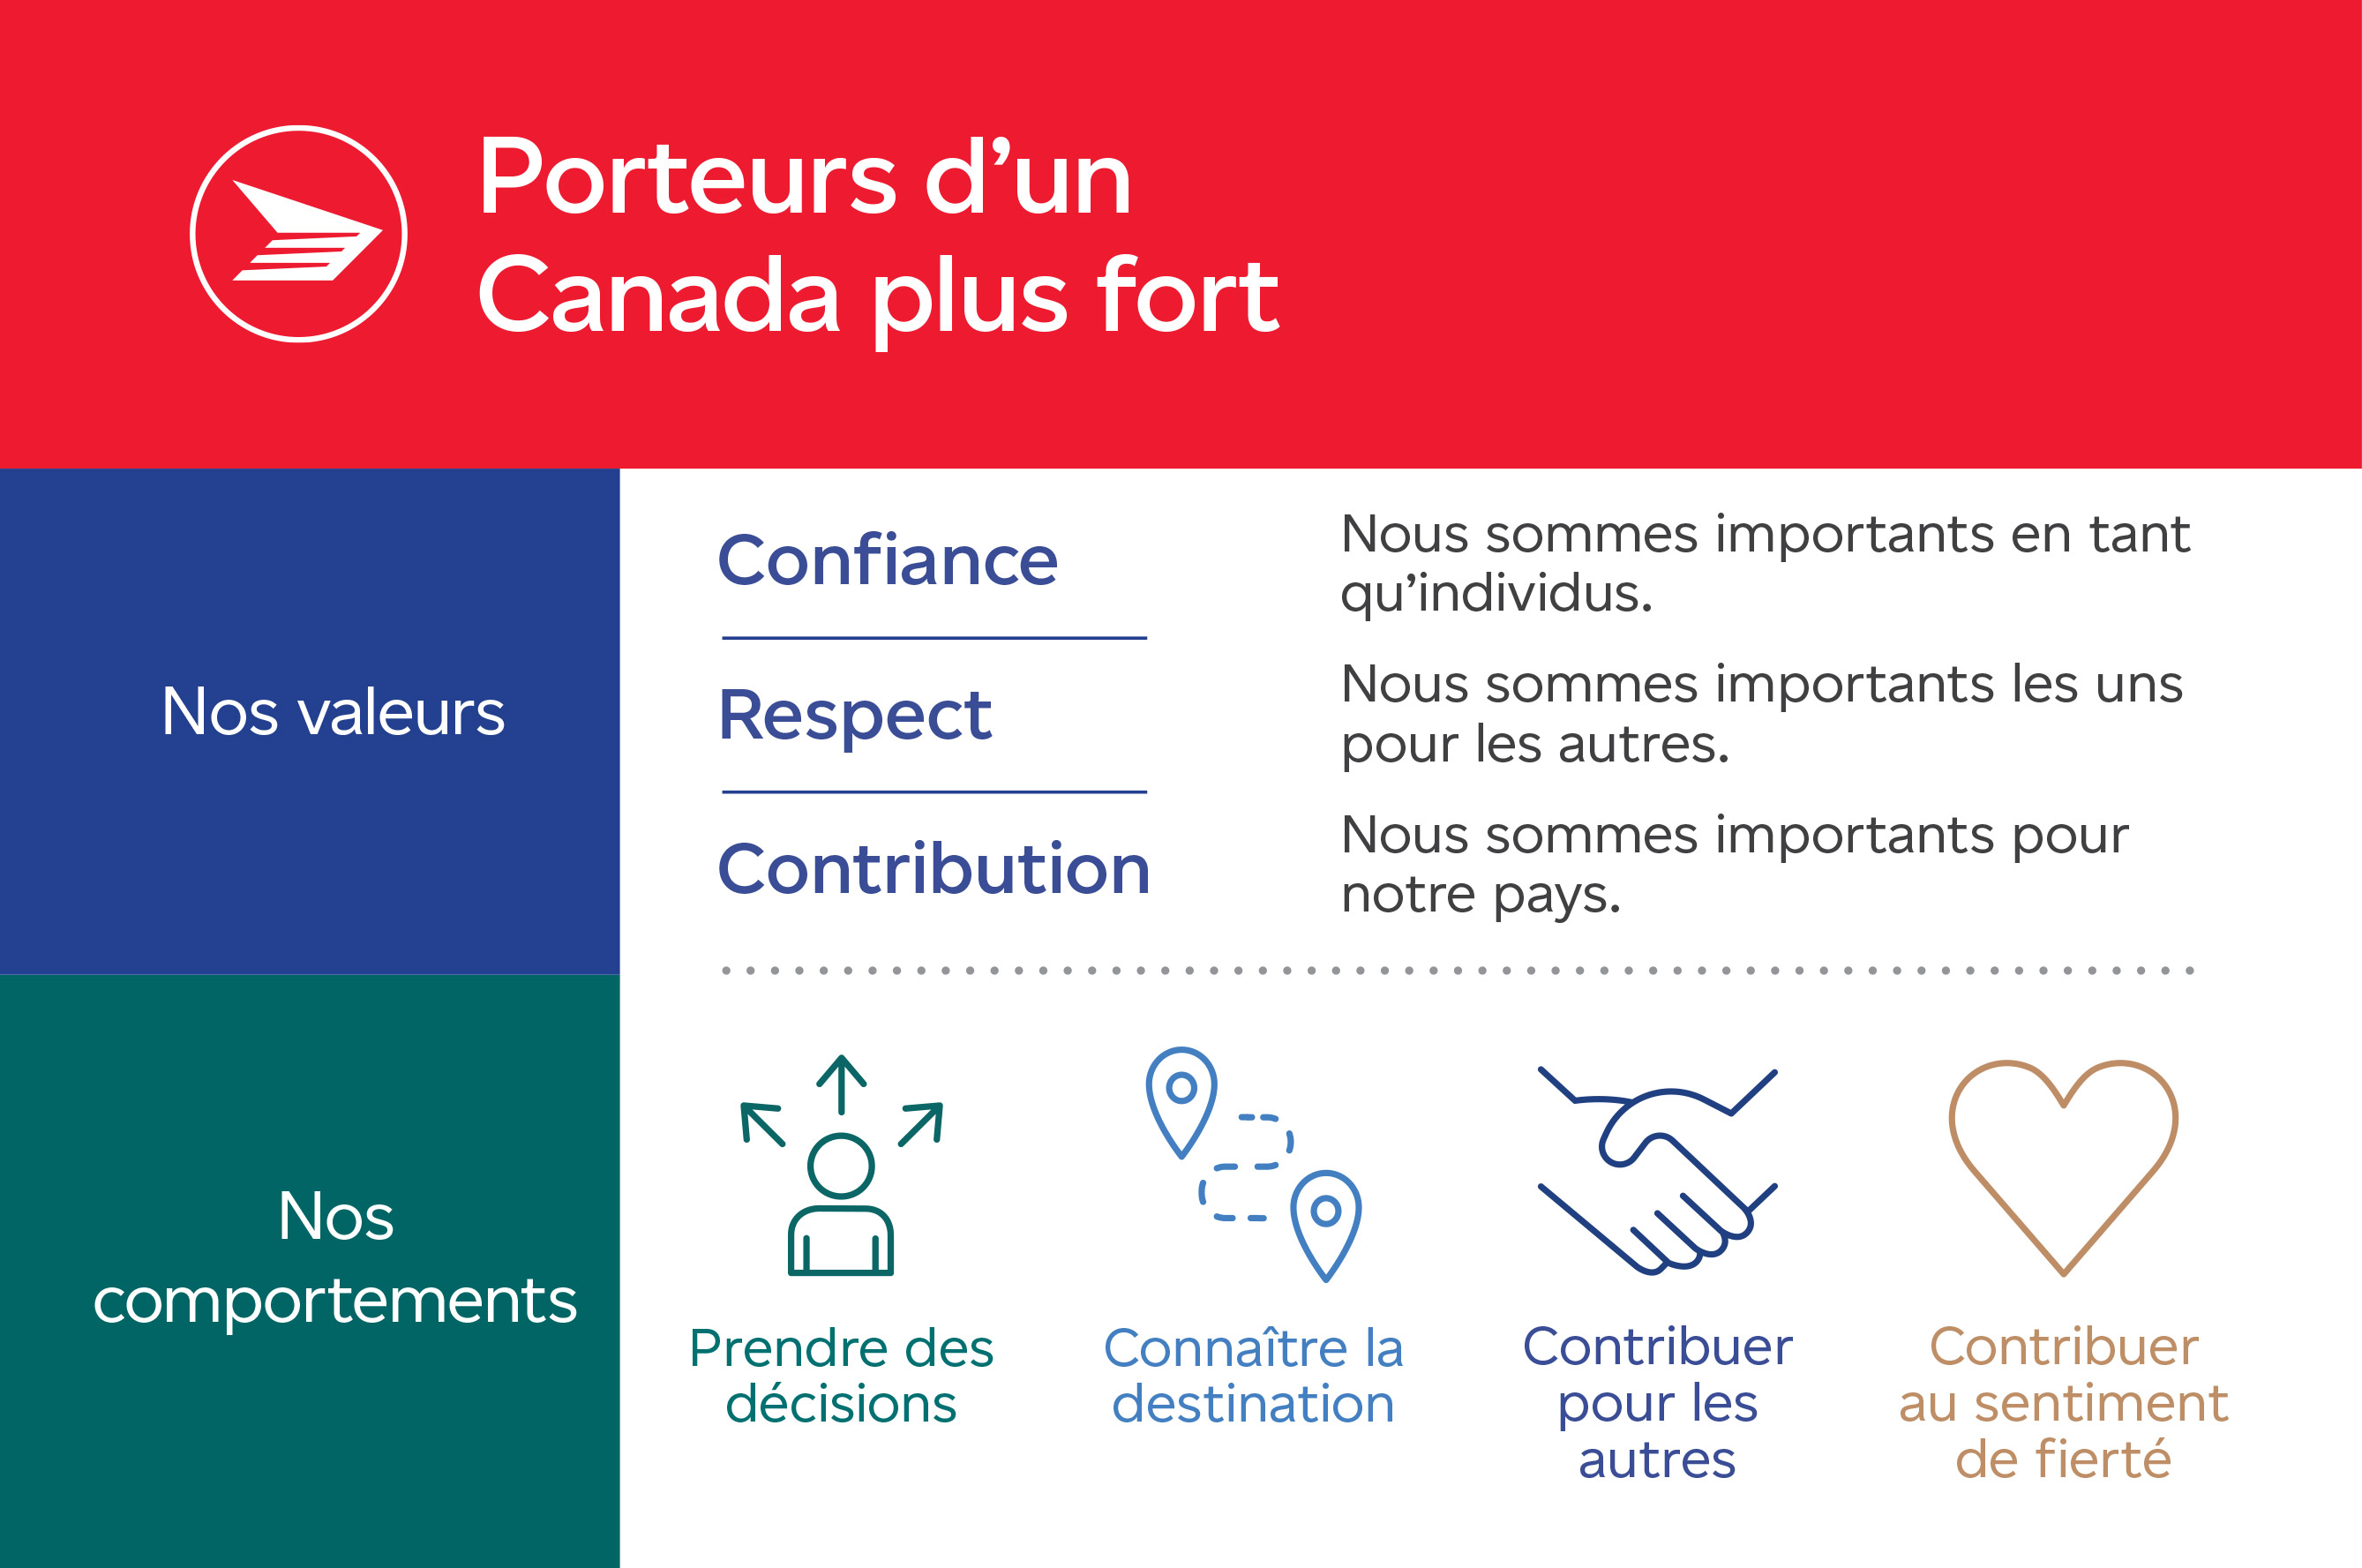 Porteurs d’un
Canada plus fort
Nos valeurs
Confiance
Nous sommes importants en tant
qu’individus.
Respect
Nous sommes importants les uns
pour les autres.
Contribution
Nous sommes importants pour
notre pays.
Nos
comportements
Prendre des
décisions
Connaître la
destination
Contribuer
pour les
autres
Contribuer
au sentiment
de fierté